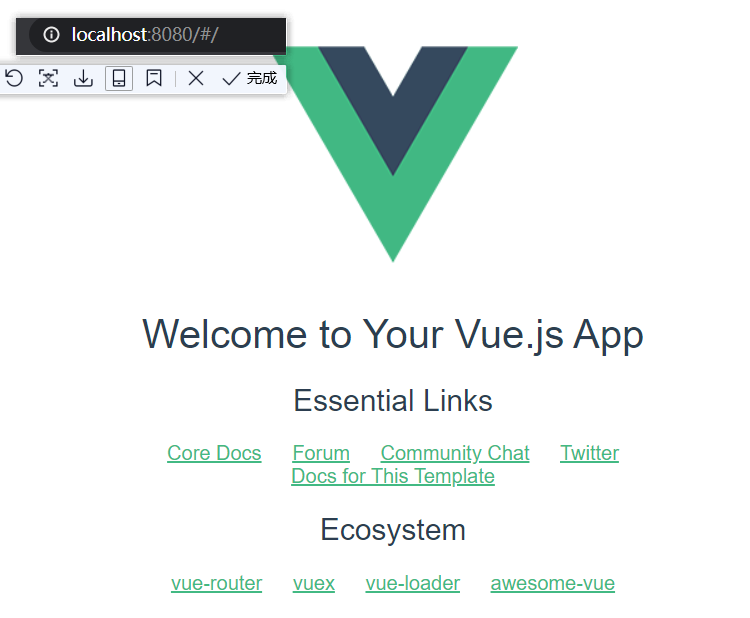 localhost:8080/#/
完成
Welcome to Your Vue.js App
Essential Links
Core Docs Forum Community Chat Twitter
Docs for This Template
Ecosystem
vue-router vuex vue-loader awesome-vue